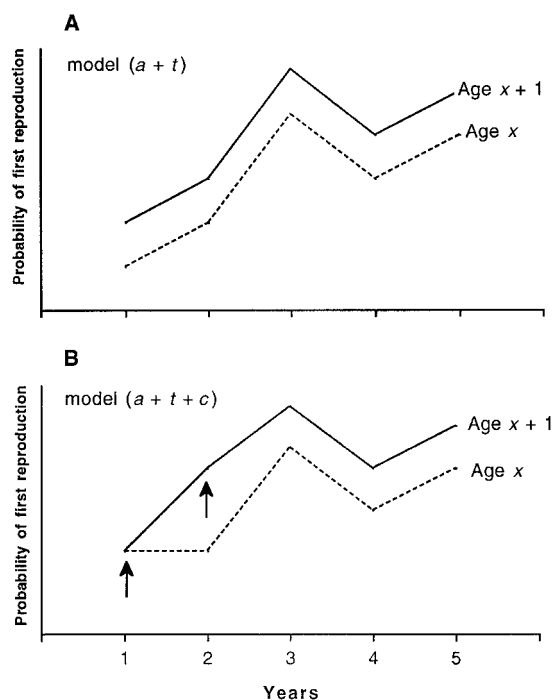 A
model (a + t)
Probability of first reproduction
Age x + 1
Age x
B
model (a + t + c)
Probability of first reproduction
Age x + 1
Age x
1 2 3 4 5
Years